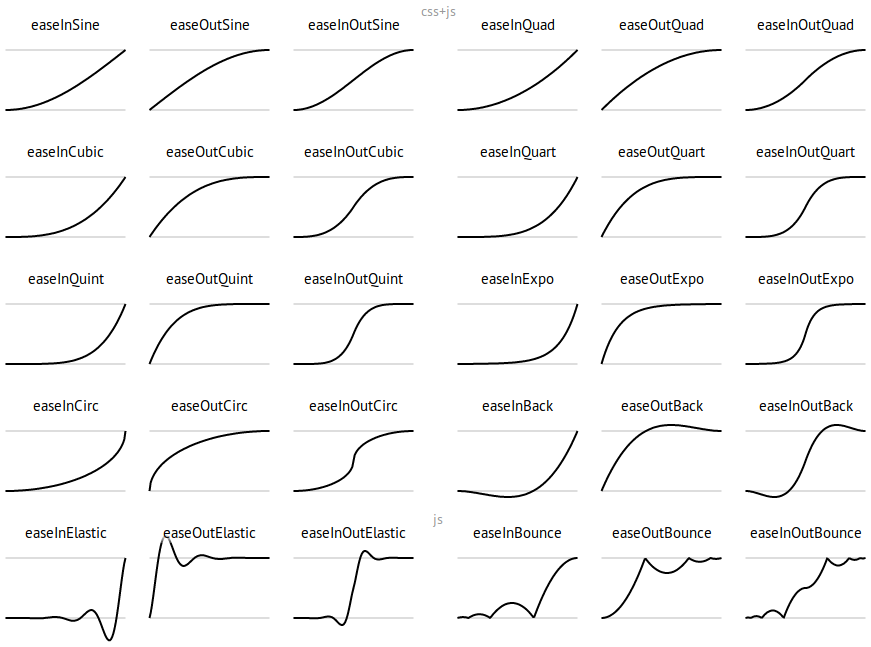 css+js
easeInSine easeOutSine easeInOutSine easeInQuad easeOutQuad easeInOutQuad
easeInCubic easeOutCubic easeInOutCubic easeInQuart easeOutQuart easeInOutQuart
easeInQuint easeOutQuint easeInOutQuint easeInExpo easeOutExpo easeInOutExpo
easeInCirc easeOutCirc easeInOutCirc easeInBack easeOutBack easeInOutBack
js
easeInElastic easeOutElastic easeInOutElastic easeInBounce easeOutBounce easeInOutBounce